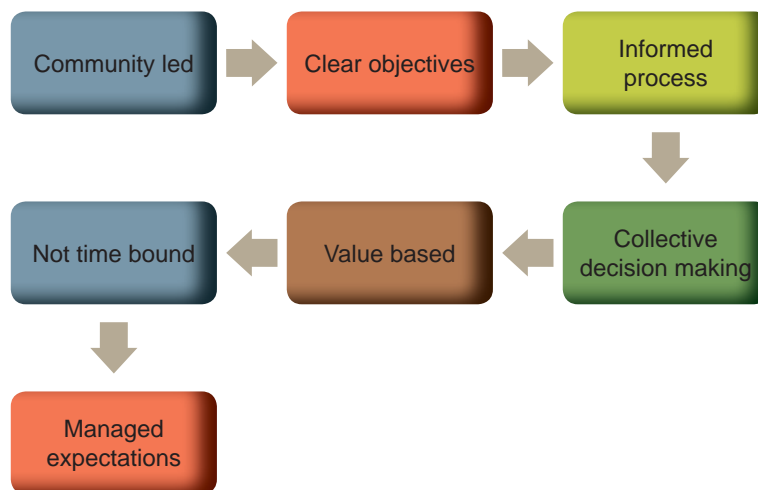 Community led
Clear objectives
Informed
process
Collective
decision making
Value based
Not time bound
Managed
expectations